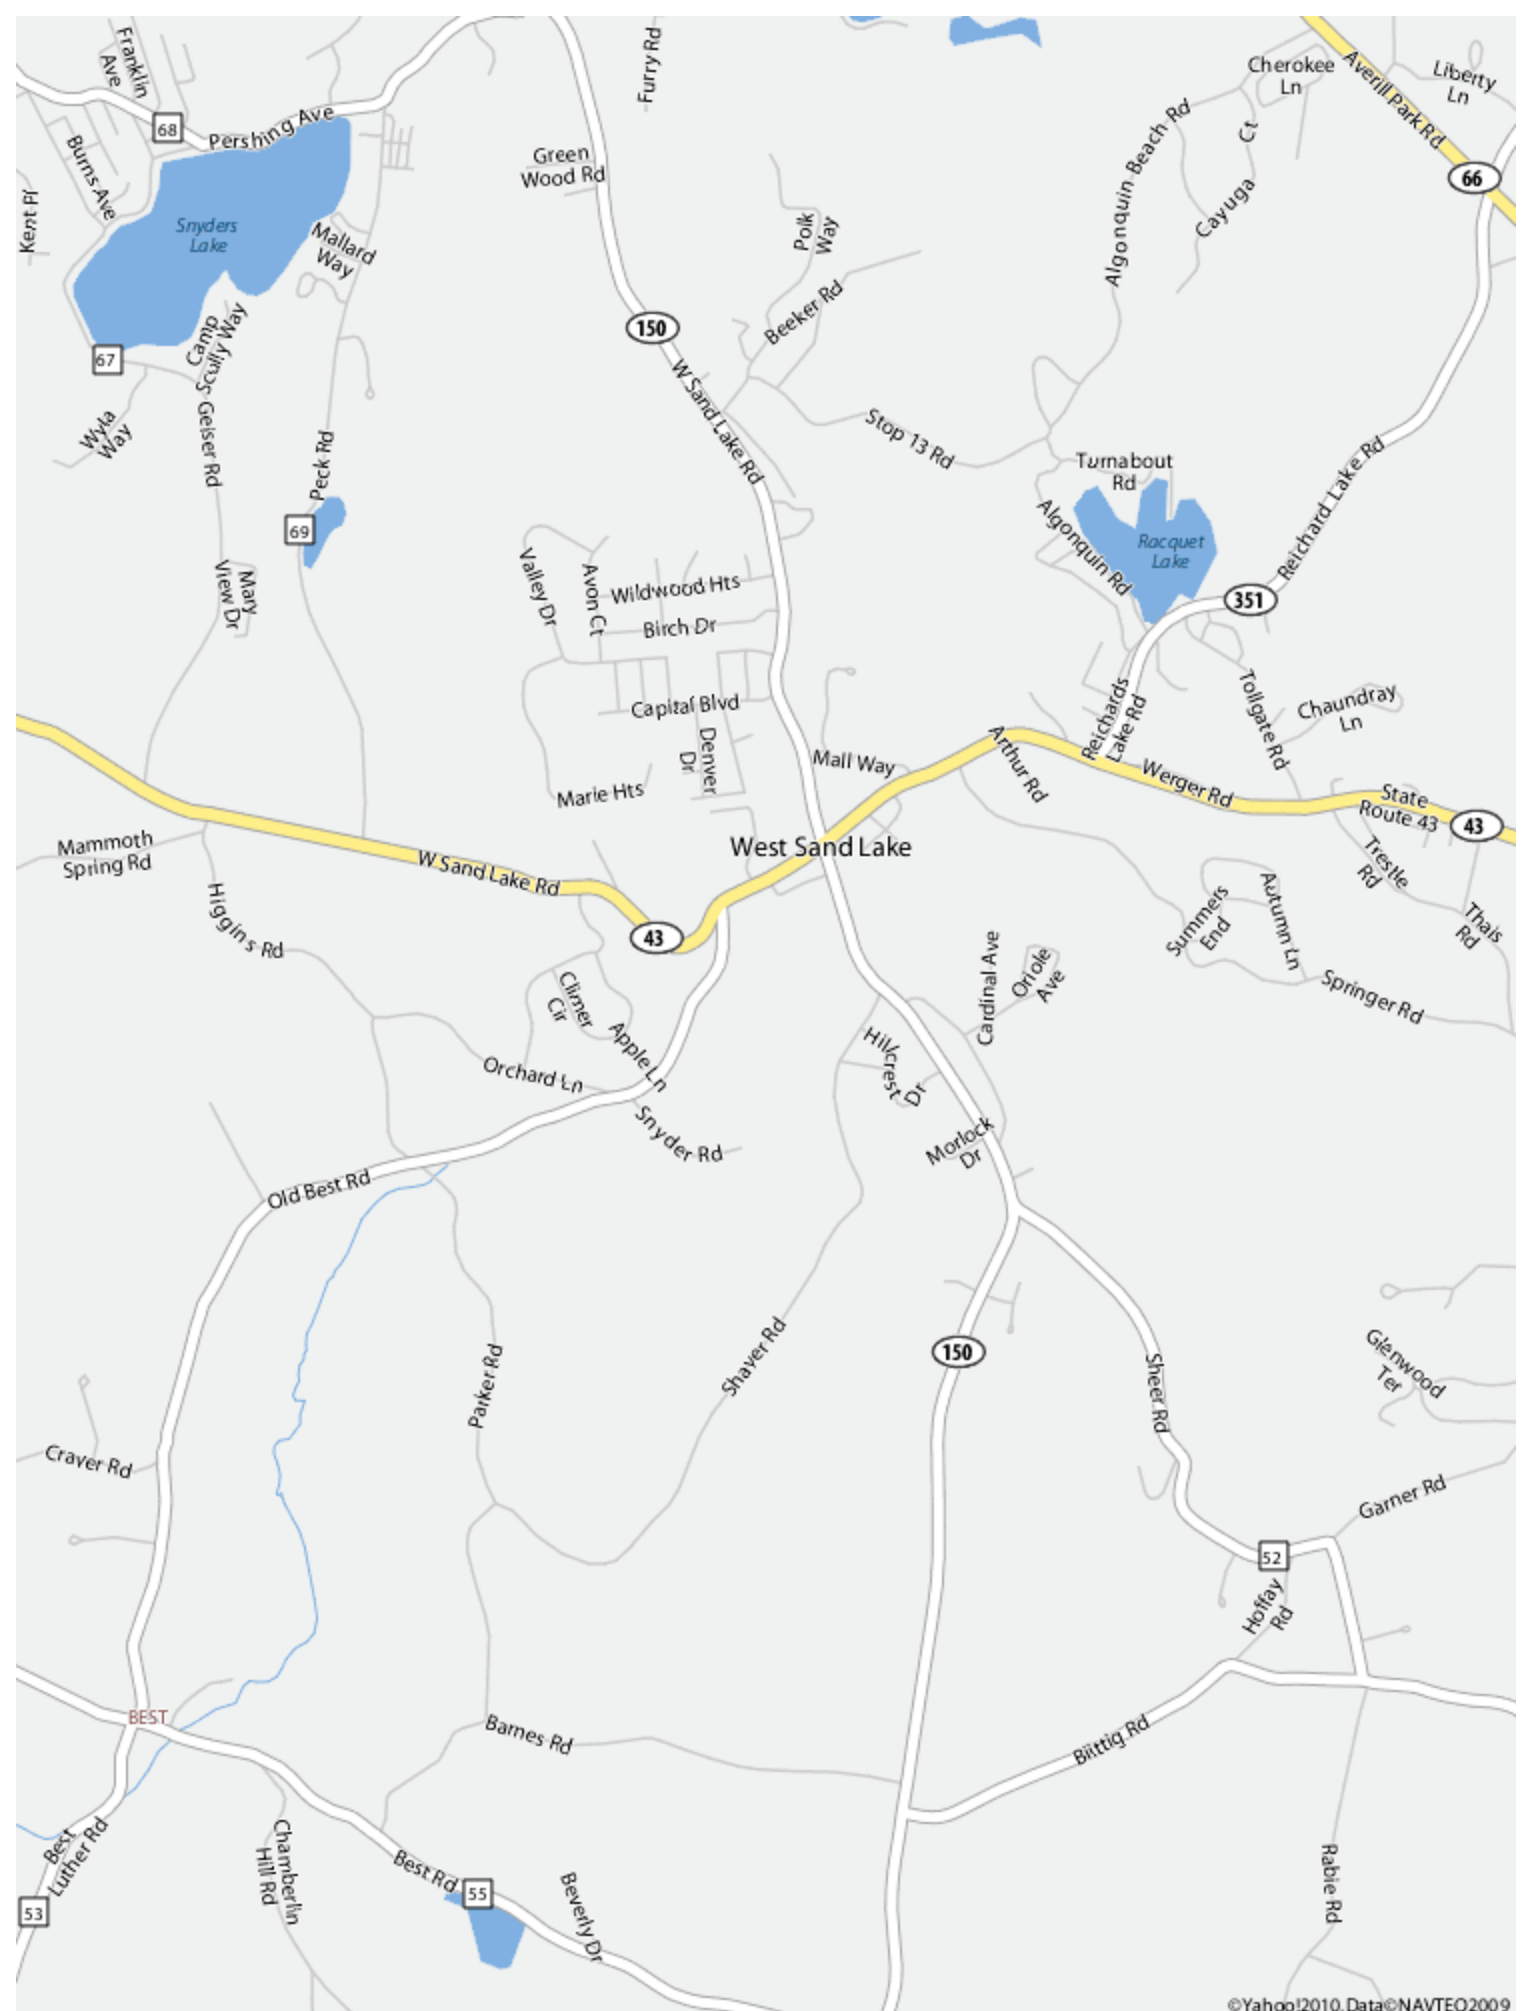 Franklin
Ave
Furry Rd
Cherokee
Ln
Averill Park Rd
Liberty
Ln
68
Pershing Ave
Burns Ave
Green
Wood Rd
Algonquin Beach Rd
Ct
Cayuga
66
Kent Pl
Snyders
Lake
Mallard
Way
Polk
Way
Beeker Rd
150
Camp
Scully Way
67
Wyla
Way
Geiser Rd
Peck Rd
W Sand Lake Rd
Stop 13 Rd
Turnabout
Rd
Reichard Lake Rd
69
Algonquin Rd
Racquet
Lake
351
Mary
View Dr
Valley Dr
Avon Ct
Wildwood Hts
Birch Dr
Capital Blvd
Denver
Dr
Marie Hts
Mall Way
Arthur Rd
Reichards
Lake Rd
Tollgate Rd
Chaundray
Ln
Werger Rd
State
Route 43
43
Mammoth
Spring Rd
W Sand Lake Rd
West Sand Lake
Trestle
Rd
Higgins Rd
43
Summers
End
Autumn Ln
Thais
Rd
Climer
Cir
Cardinal Ave
Oriole
Ave
Springer Rd
Apple Ln
Orchard Ln
Hillcrest
Dr
Snyder Rd
Morlock
Dr
Old Best Rd
Parker Rd
Shaver Rd
150
Sheer Rd
Glenwood
Ter
Craver Rd
Garner Rd
52
Hoffay
Rd
BEST
Barnes Rd
Bittig Rd
Best
Luther Rd
Chamberlin
Hill Rd
Best Rd
55
Beverly Dr
Rabie Rd
53
©Yahoo!2010, Data©NAVTEQ2009